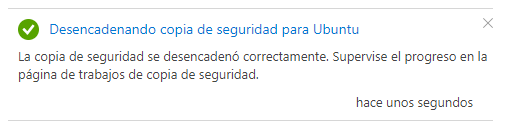 Desencadenando copia de seguridad para Ubuntu
La copia de seguridad se desencadenó correctamente. Supervise el progreso en la
página de trabajos de copia de seguridad.
hace unos segundos